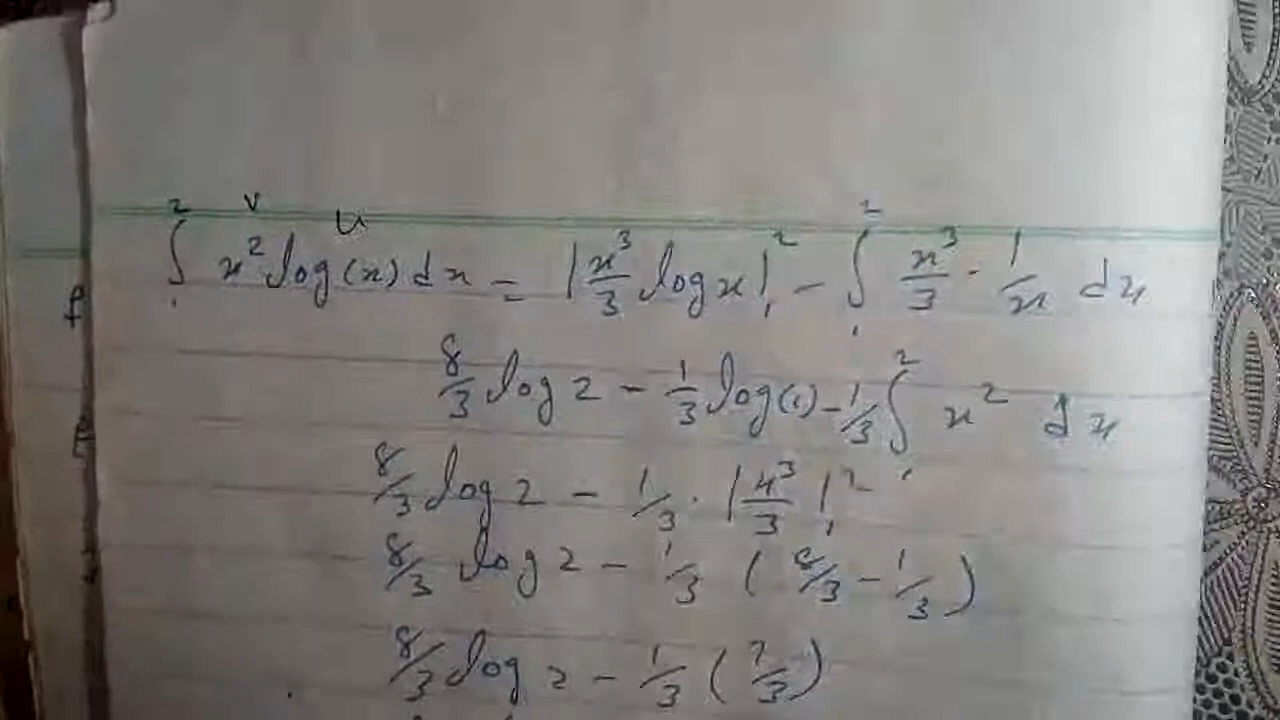 v u
∫₁² x² log(x) dx = |x³/3 log x|₁² - ∫₁² x³/3 · 1/x dx
8/3 log 2 - 1/3 log(1) - 1/3 ∫₁² x² dx
8/3 log 2 - 1/3 · |x³/3|₁²
8/3 log 2 - 1/3 (8/3 - 1/3)
8/3 log 2 - 1/3 (7/3)